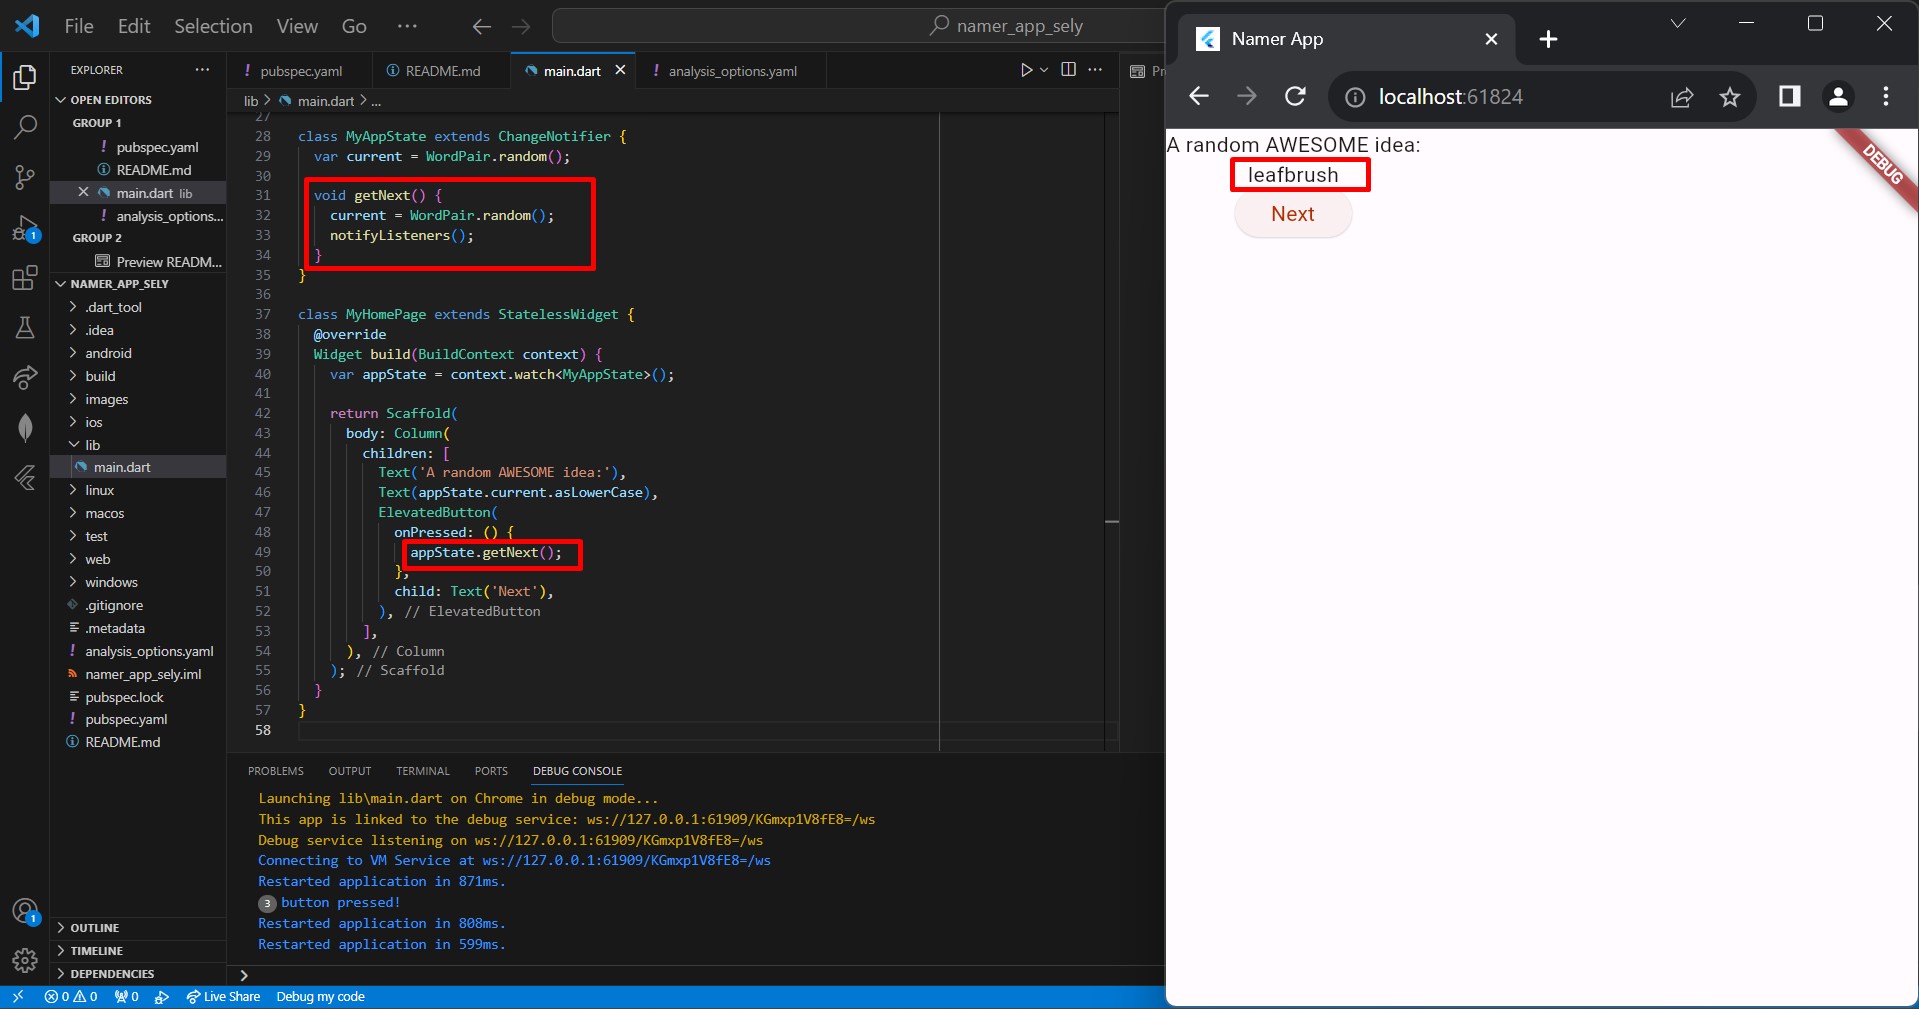 File Edit Selection View Go ··· namer_app_sely
EXPLORER ···
OPEN EDITORS
GROUP 1
! pubspec.yaml
README.md
main.dart lib
! analysis_options...
1
GROUP 2
Preview READM...
NAMER_APP_SELY
.dart_tool
.idea
android
build
images
ios
lib
main.dart
linux
macos
test
web
windows
.gitignore
.metadata
! analysis_options.yaml
namer_app_sely.iml
pubspec.lock
! pubspec.yaml
README.md
1
OUTLINE
TIMELINE
DEPENDENCIES
! pubspec.yaml README.md main.dart ! analysis_options.yaml ··· Pr
lib > main.dart > ...
27
28 class MyAppState extends ChangeNotifier {
29 var current = WordPair.random();
30
31 void getNext() {
32 current = WordPair.random();
33 notifyListeners();
34 }
35 }
36
37 class MyHomePage extends StatelessWidget {
38 @override
39 Widget build(BuildContext context) {
40 var appState = context.watch<MyAppState>();
41
42 return Scaffold(
43 body: Column(
44 children: [
45 Text('A random AWESOME idea:'),
46 Text(appState.current.asLowerCase),
47 ElevatedButton(
48 onPressed: () {
49 appState.getNext();
50 },
51 child: Text('Next'),
52 ), // ElevatedButton
53 ],
54 ), // Column
55 ); // Scaffold
56 }
57 }
58
PROBLEMS OUTPUT TERMINAL PORTS DEBUG CONSOLE
Launching lib\main.dart on Chrome in debug mode...
This app is linked to the debug service: ws://127.0.0.1:61909/KGmxp1V8fE8=/ws
Debug service listening on ws://127.0.0.1:61909/KGmxp1V8fE8=/ws
Connecting to VM Service at ws://127.0.0.1:61909/KGmxp1V8fE8=/ws
Restarted application in 871ms.
3 button pressed!
Restarted application in 808ms.
Restarted application in 599ms.
>
0 0 0 Live Share Debug my code
Namer App
localhost:61824
A random AWESOME idea:
leafbrush
Next
DEBUG